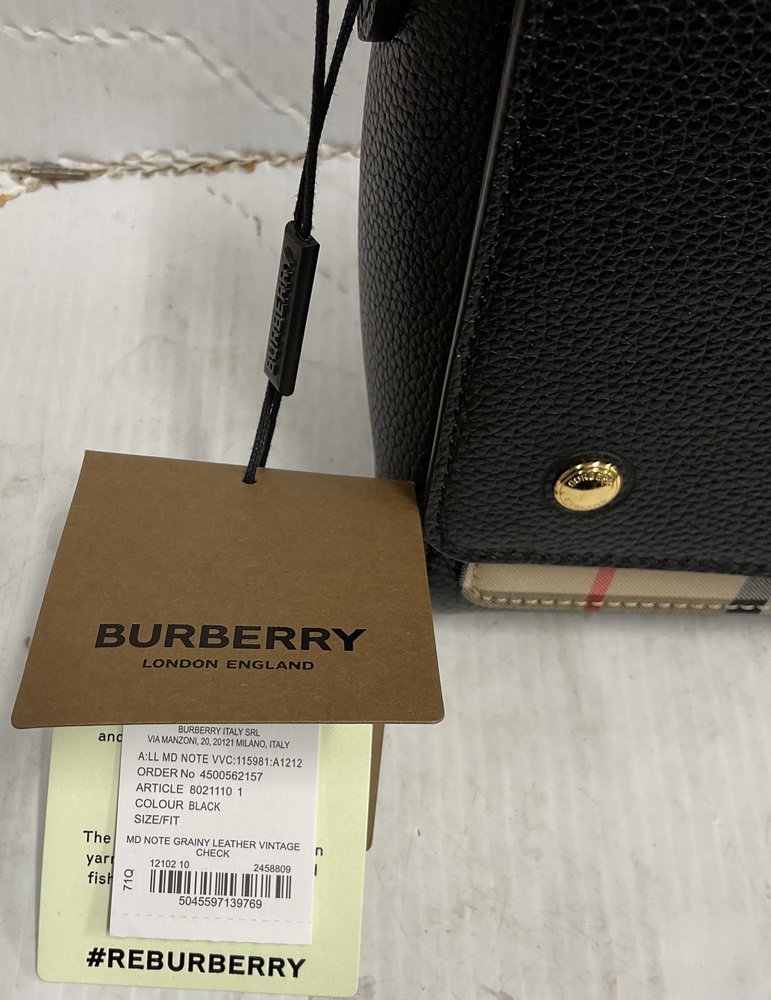 BURBERRY
BURBERRY
BURBERRY
LONDON ENGLAND
and
BURBERRY ITALY SRL
VIA MANZONI, 20, 20121 MILANO, ITALY
A:LL MD NOTE VVC:115981:A1212
ORDER No 4500562157
ARTICLE 8021110 1
COLOUR BLACK
SIZE/FIT
MD NOTE GRAINY LEATHER VINTAGE
CHECK
12102 10 2458809
71Q
5045597139769
The
#REBURBERRY